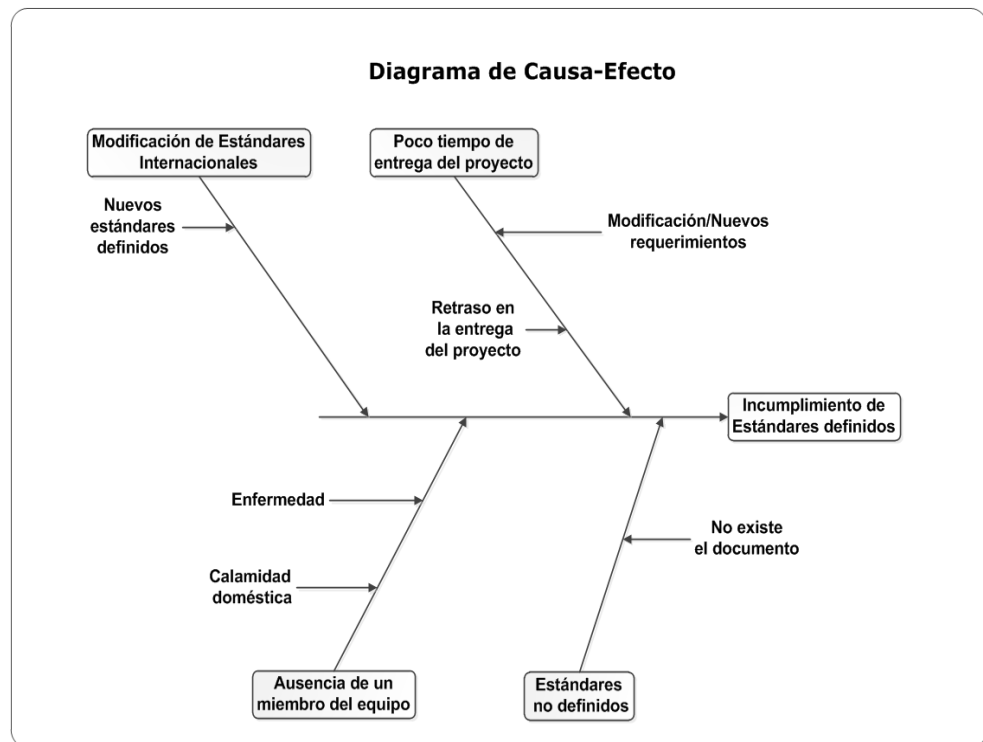 Diagrama de Causa-Efecto
Modificación de Estándares
Internacionales
Poco tiempo de
entrega del proyecto
Nuevos
estándares
definidos
Modificación/Nuevos
requerimientos
Retraso en
la entrega
del proyecto
Incumplimiento de
Estándares definidos
Enfermedad
No existe
el documento
Calamidad
doméstica
Ausencia de un
miembro del equipo
Estándares
no definidos